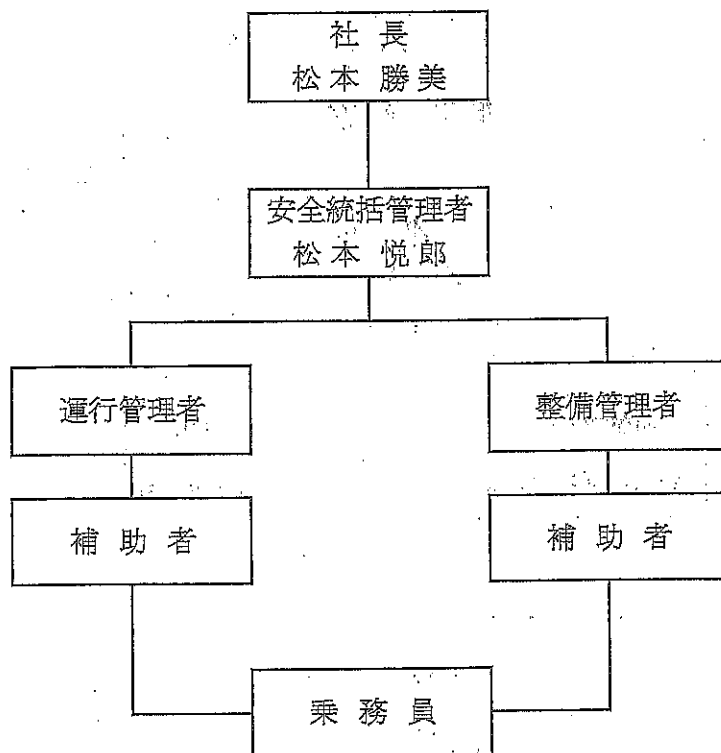 社長
松本勝美
安全統括管理者
松本悦郎
運行管理者
整備管理者
補助者
補助者
乗務員